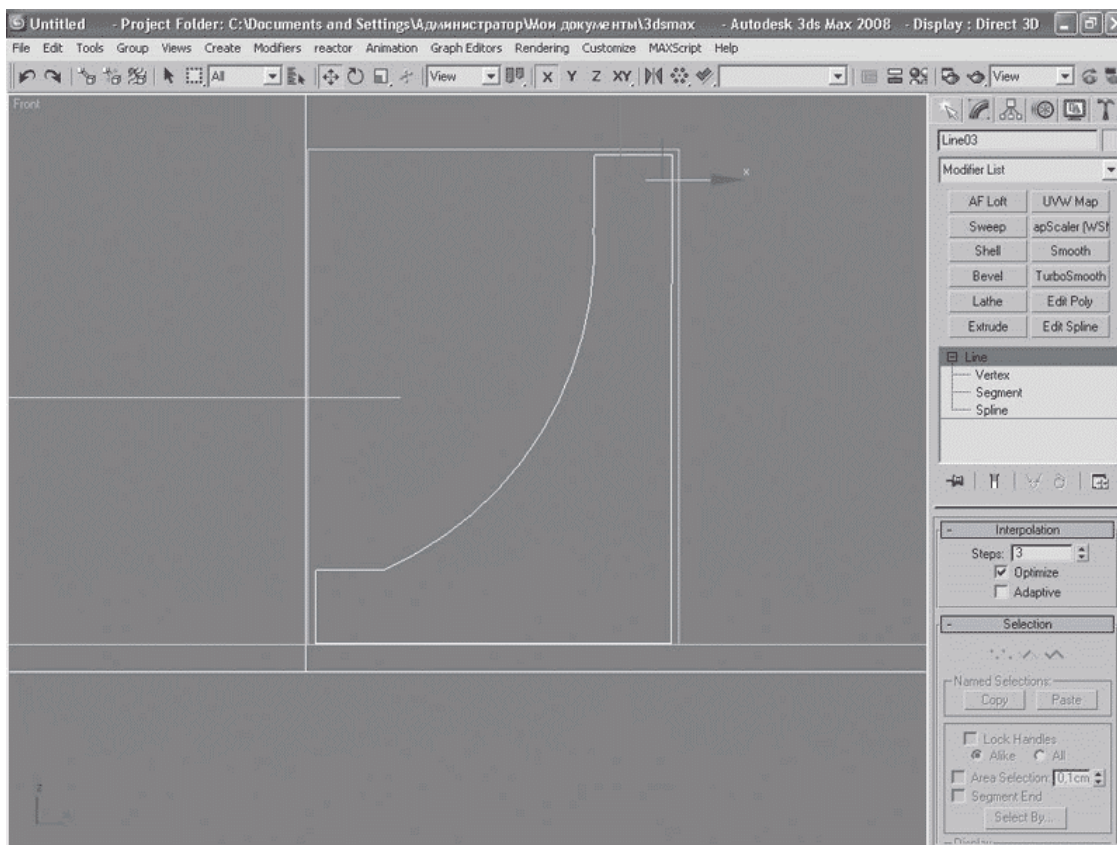 Untitled - Project Folder: C:\Documents and Settings\Администратор\Мои документы\3dsmax - Autodesk 3ds Max 2008 - Display : Direct 3D
File Edit Tools Group Views Create Modifiers reactor Animation Graph Editors Rendering Customize MAXScript Help
All View X Y Z XY View
Front
x
z
Line03
Modifier List
AF Loft UVW Map
Sweep apScaler (WSM
Shell Smooth
Bevel TurboSmooth
Lathe Edit Poly
Extrude Edit Spline
Line
Vertex
Segment
Spline
- Interpolation
Steps: 3
Optimize
Adaptive
- Selection
Named Selections:
Copy Paste
Lock Handles
Alike All
Area Selection: 0,1cm
Segment End
Select By...
Display